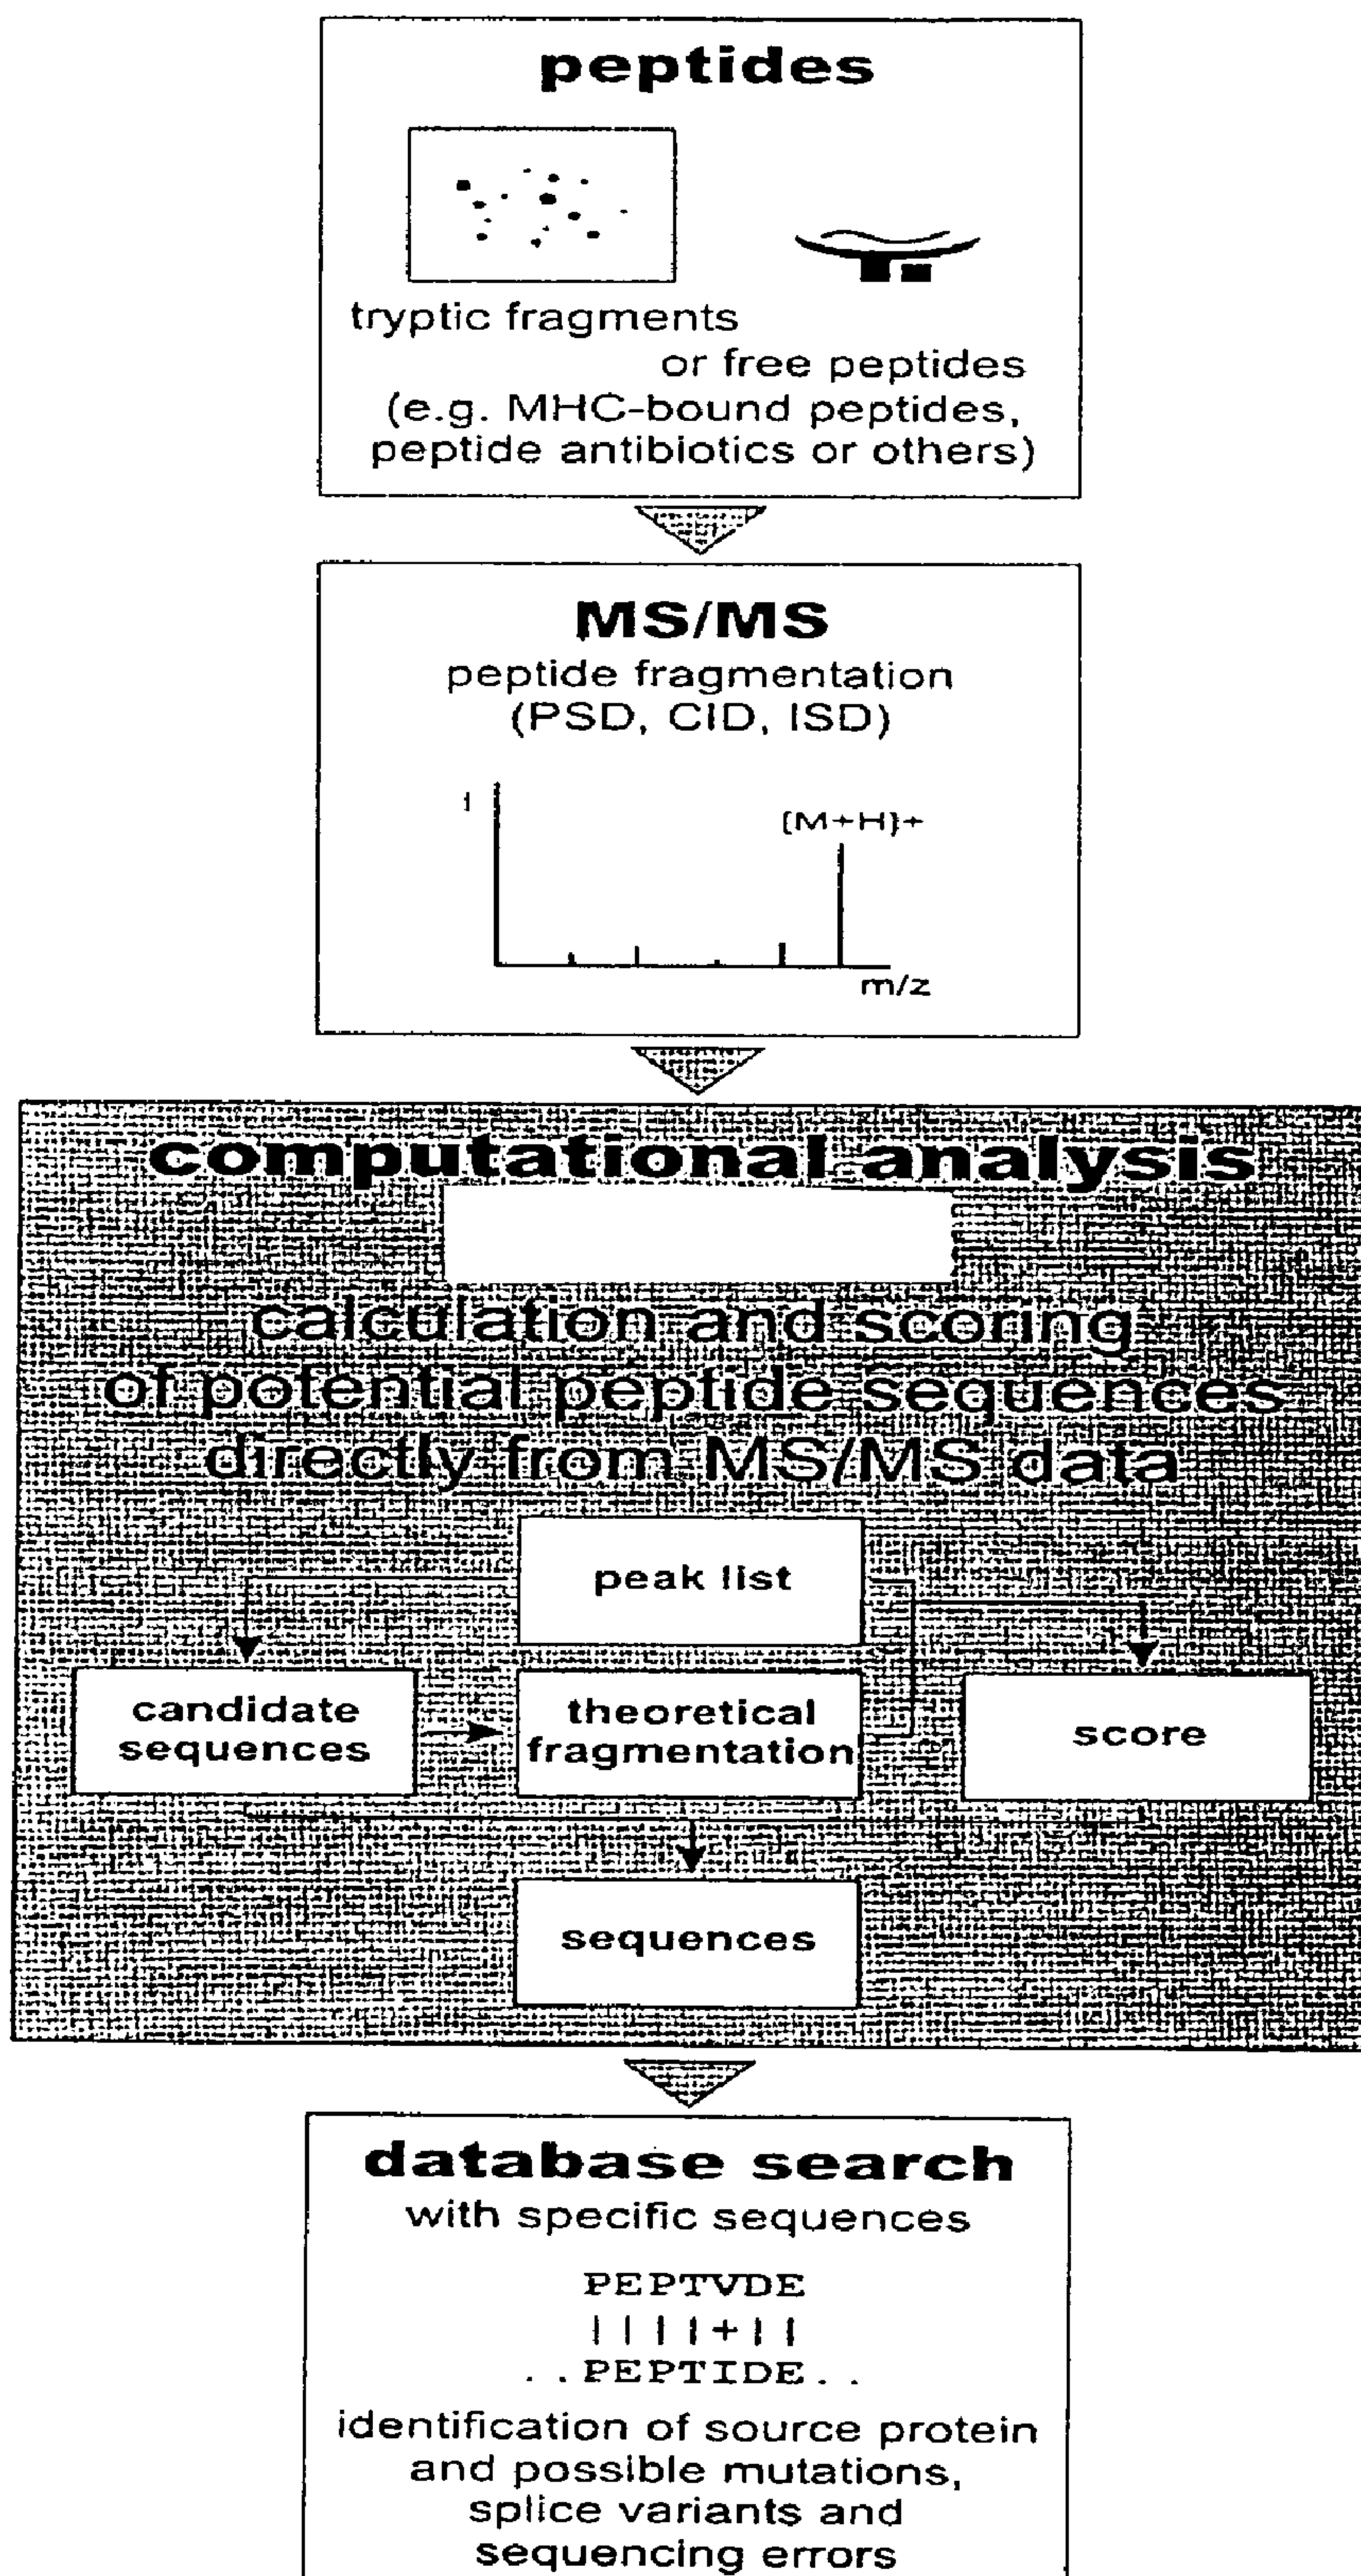 peptides
tryptic fragments
or free peptides
(e.g. MHC-bound peptides,
peptide antibiotics or others)
MS/MS
peptide fragmentation
(PSD, CID, ISD)
I
[M+H]+
m/z
computational analysis
calculation and scoring
of potential peptide sequences
directly from MS/MS data
peak list
candidate
sequences
theoretical
fragmentation
score
sequences
database search
with specific sequences
PEPTVDE
||||+||
..PEPTIDE..
identification of source protein
and possible mutations,
splice variants and
sequencing errors